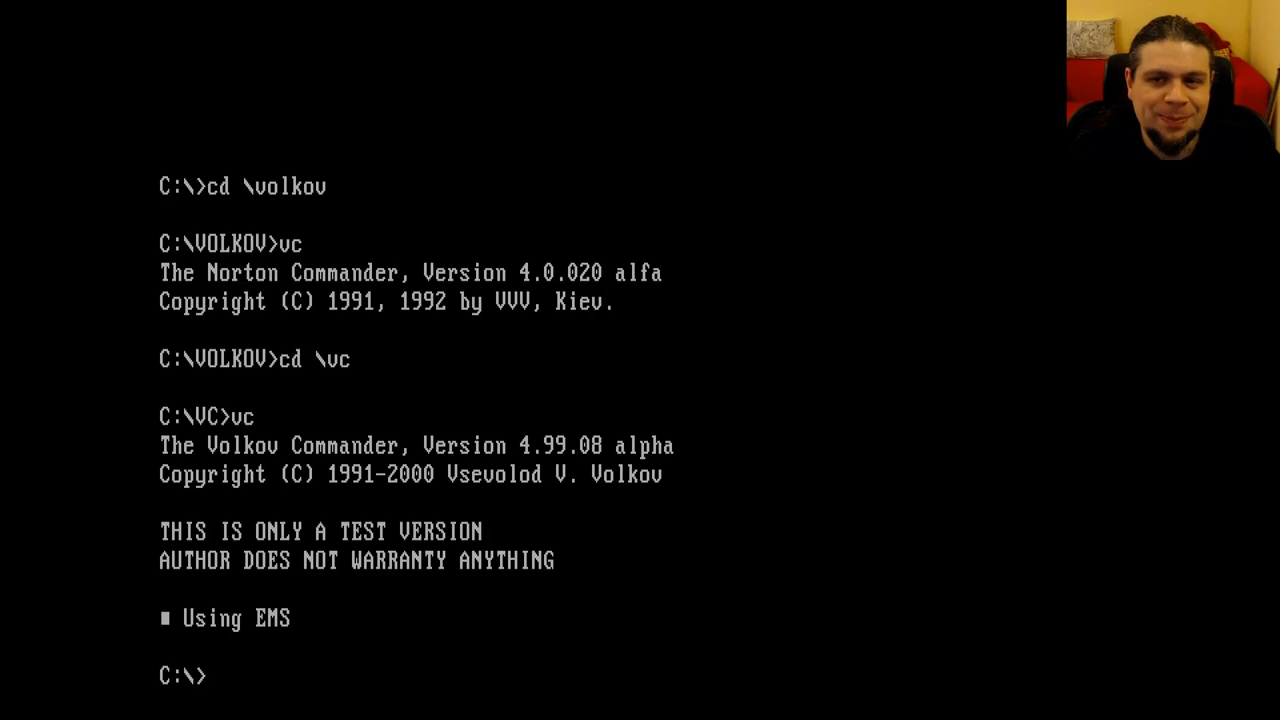 C:\>cd \volkov
C:\VOLKOV>vc
The Norton Commander, Version 4.0.020 alfa
Copyright (C) 1991, 1992 by VVV, Kiev.
C:\VOLKOV>cd \vc
C:\VC>vc
The Volkov Commander, Version 4.99.08 alpha
Copyright (C) 1991-2000 Vsevolod V. Volkov
THIS IS ONLY A TEST VERSION
AUTHOR DOES NOT WARRANTY ANYTHING
■ Using EMS
C:\>